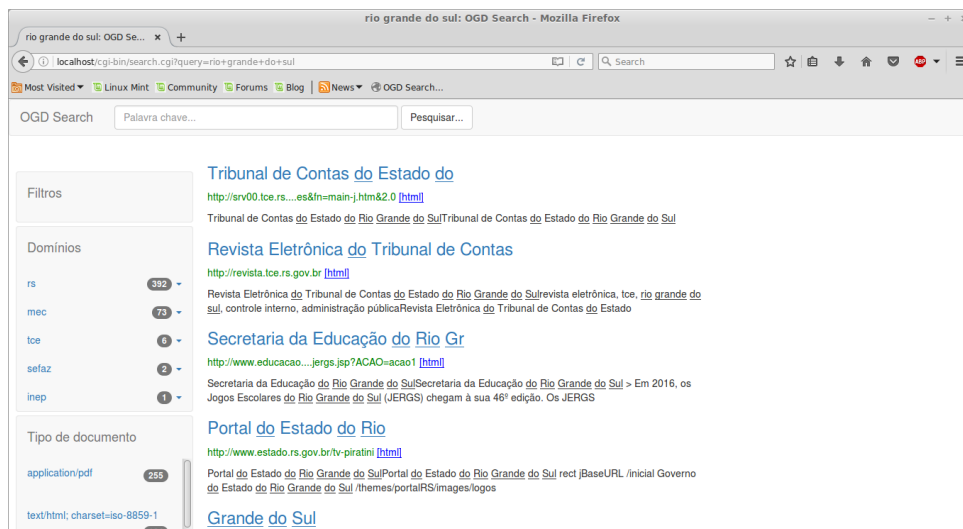 rio grande do sul: OGD Search - Mozilla Firefox
rio grande do sul: OGD Se...
localhost/cgi-bin/search.cgi?query=rio+grande+do+sul
Search
ABP
Most Visited Linux Mint Community Forums Blog News OGD Search...
OGD Search Palavra chave... Pesquisar...
Filtros
Domínios
rs 392
mec 73
tce 6
sefaz 2
inep 1
Tipo de documento
application/pdf 255
text/html; charset=iso-8859-1
Tribunal de Contas do Estado do
http://srv00.tce.rs....es&fn=main-j.htm&2.0 [html]
Tribunal de Contas do Estado do Rio Grande do SulTribunal de Contas do Estado do Rio Grande do Sul
Revista Eletrônica do Tribunal de Contas
http://revista.tce.rs.gov.br [html]
Revista Eletrônica do Tribunal de Contas do Estado do Rio Grande do Sulrevista eletrônica, tce, rio grande do
sul, controle interno, administração públicaRevista Eletrônica do Tribunal de Contas do Estado
Secretaria da Educação do Rio Gr
http://www.educacao....jergs.jsp?ACAO=acao1 [html]
Secretaria da Educação do Rio Grande do SulSecretaria da Educação do Rio Grande do Sul > Em 2016, os
Jogos Escolares do Rio Grande do Sul (JERGS) chegam à sua 46º edição. Os JERGS
Portal do Estado do Rio
http://www.estado.rs.gov.br/tv-piratini [html]
Portal do Estado do Rio Grande do SulPortal do Estado do Rio Grande do Sul rect jBaseURL /inicial Governo
do Estado do Rio Grande do Sul /themes/portalRS/images/logos
Grande do Sul